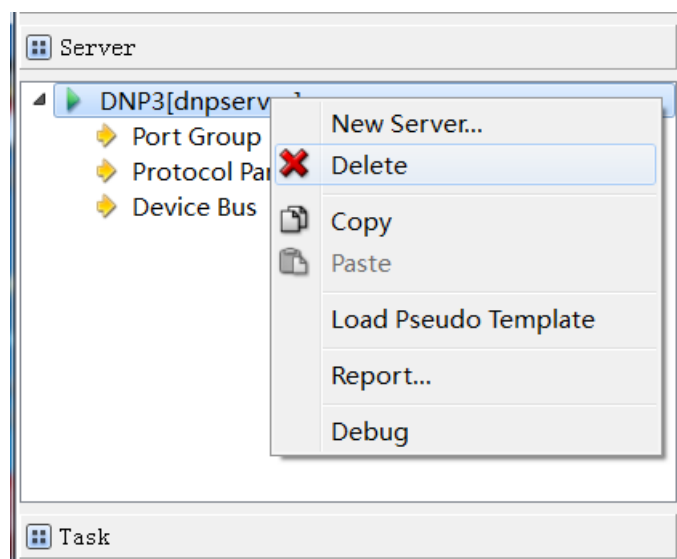 Server
DNP3[dnpserv
Port Group
Protocol Par
Device Bus
New Server...
Delete
Copy
Paste
Load Pseudo Template
Report...
Debug
Task